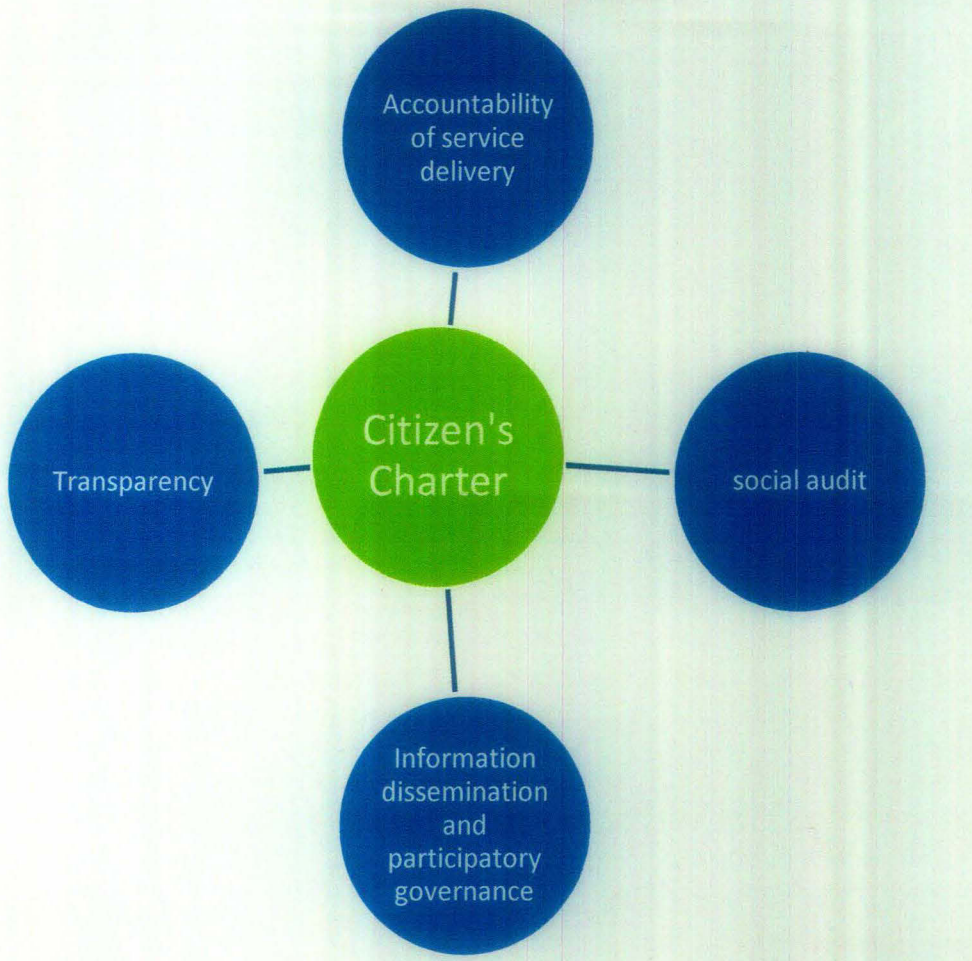 Accountability
of service
delivery
Transparency
Citizen's
Charter
social audit
Information
dissemination
and
participatory
governance